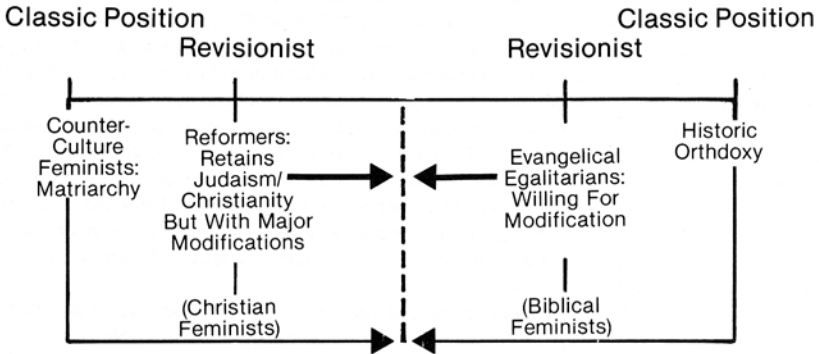 Classic Position
Classic Position
Revisionist
Revisionist
Counter-
Culture
Feminists:
Matriarchy
Reformers:
Retains
Judaism/
Christianity
But With Major
Modifications
(Christian
Feminists)
Evangelical
Egalitarians:
Willing For
Modification
(Biblical
Feminists)
Historic
Orthdoxy